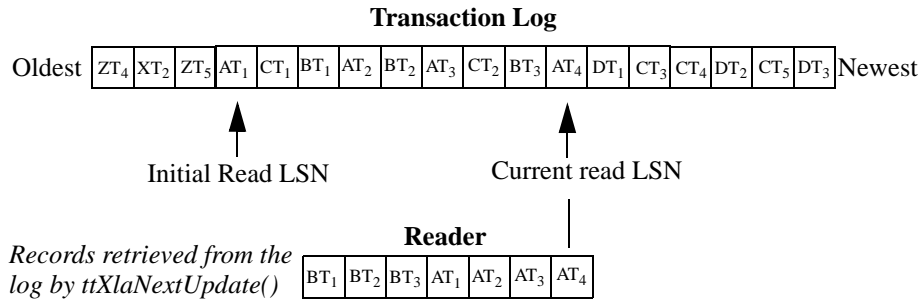 Transaction Log
Oldest ZT₄ XT₂ ZT₅ AT₁ CT₁ BT₁ AT₂ BT₂ AT₃ CT₂ BT₃ AT₄ DT₁ CT₃ CT₄ DT₂ CT₅ DT₃ Newest
Initial Read LSN Current read LSN
Reader
Records retrieved from the
log by ttXlaNextUpdate() BT₁ BT₂ BT₃ AT₁ AT₂ AT₃ AT₄